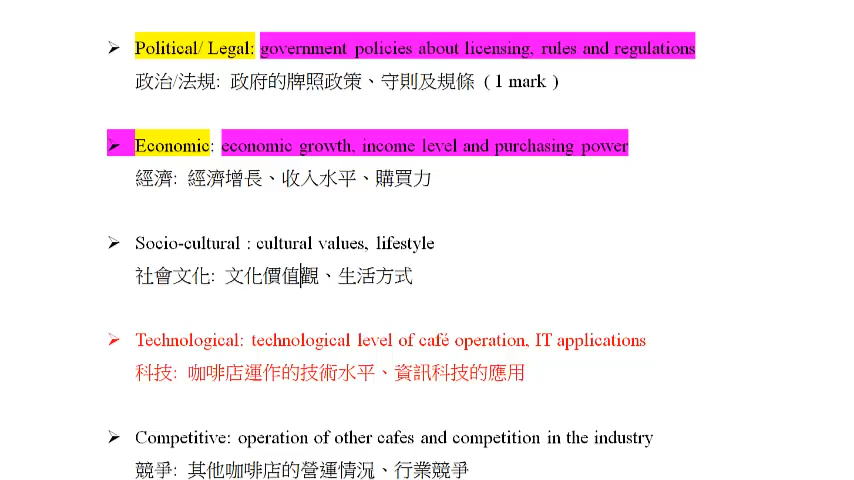 ➢ Political/ Legal: government policies about licensing, rules and regulations
政治/法規: 政府的牌照政策、守則及規條 ( 1 mark )
➢ Economic: economic growth, income level and purchasing power
經濟: 經濟增長、收入水平、購買力
➢ Socio-cultural : cultural values, lifestyle
社會文化: 文化價值觀、生活方式
➢ Technological: technological level of café operation, IT applications
科技: 咖啡店運作的技術水平、資訊科技的應用
➢ Competitive: operation of other cafes and competition in the industry
競爭: 其他咖啡店的營運情況、行業競爭